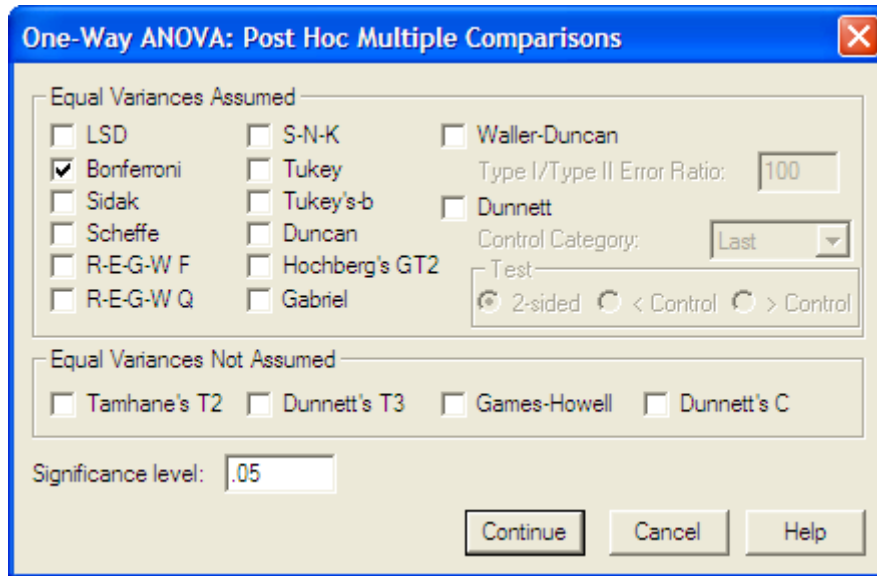 One-Way ANOVA: Post Hoc Multiple Comparisons
Equal Variances Assumed
LSD
S-N-K
Waller-Duncan
Bonferroni
Tukey
Type I/Type II Error Ratio: 100
Sidak
Tukey's-b
Dunnett
Scheffe
Duncan
Control Category: Last
R-E-G-W F
Hochberg's GT2
Test
R-E-G-W Q
Gabriel
2-sided < Control > Control
Equal Variances Not Assumed
Tamhane's T2 Dunnett's T3 Games-Howell Dunnett's C
Significance level: .05
Continue Cancel Help